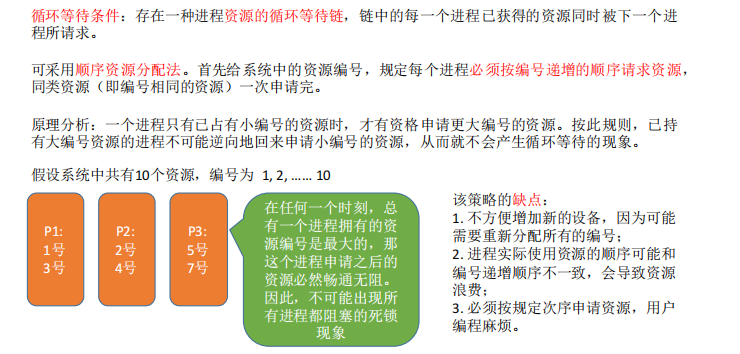 循环等待条件：存在一种进程资源的循环等待链，链中的每一个进程已获得的资源同时被下一个进
程所请求。
可采用顺序资源分配法。首先给系统中的资源编号，规定每个进程必须按编号递增的顺序请求资源，
同类资源（即编号相同的资源）一次申请完。
原理分析：一个进程只有已占有小编号的资源时，才有资格申请更大编号的资源。按此规则，已持
有大编号资源的进程不可能逆向地回来申请小编号的资源，从而就不会产生循环等待的现象。
假设系统中共有10个资源，编号为 1, 2, …… 10
P1:
1号
3号
P2:
2号
4号
P3:
5号
7号
在任何一个时刻，总
有一个进程拥有的资
源编号是最大的，那
这个进程申请之后的
资源必然畅通无阻。
因此，不可能出现所
有进程都阻塞的死锁
现象
该策略的缺点：
1. 不方便增加新的设备，因为可能
需要重新分配所有的编号；
2. 进程实际使用资源的顺序可能和
编号递增顺序不一致，会导致资源
浪费；
3. 必须按规定次序申请资源，用户
编程麻烦。